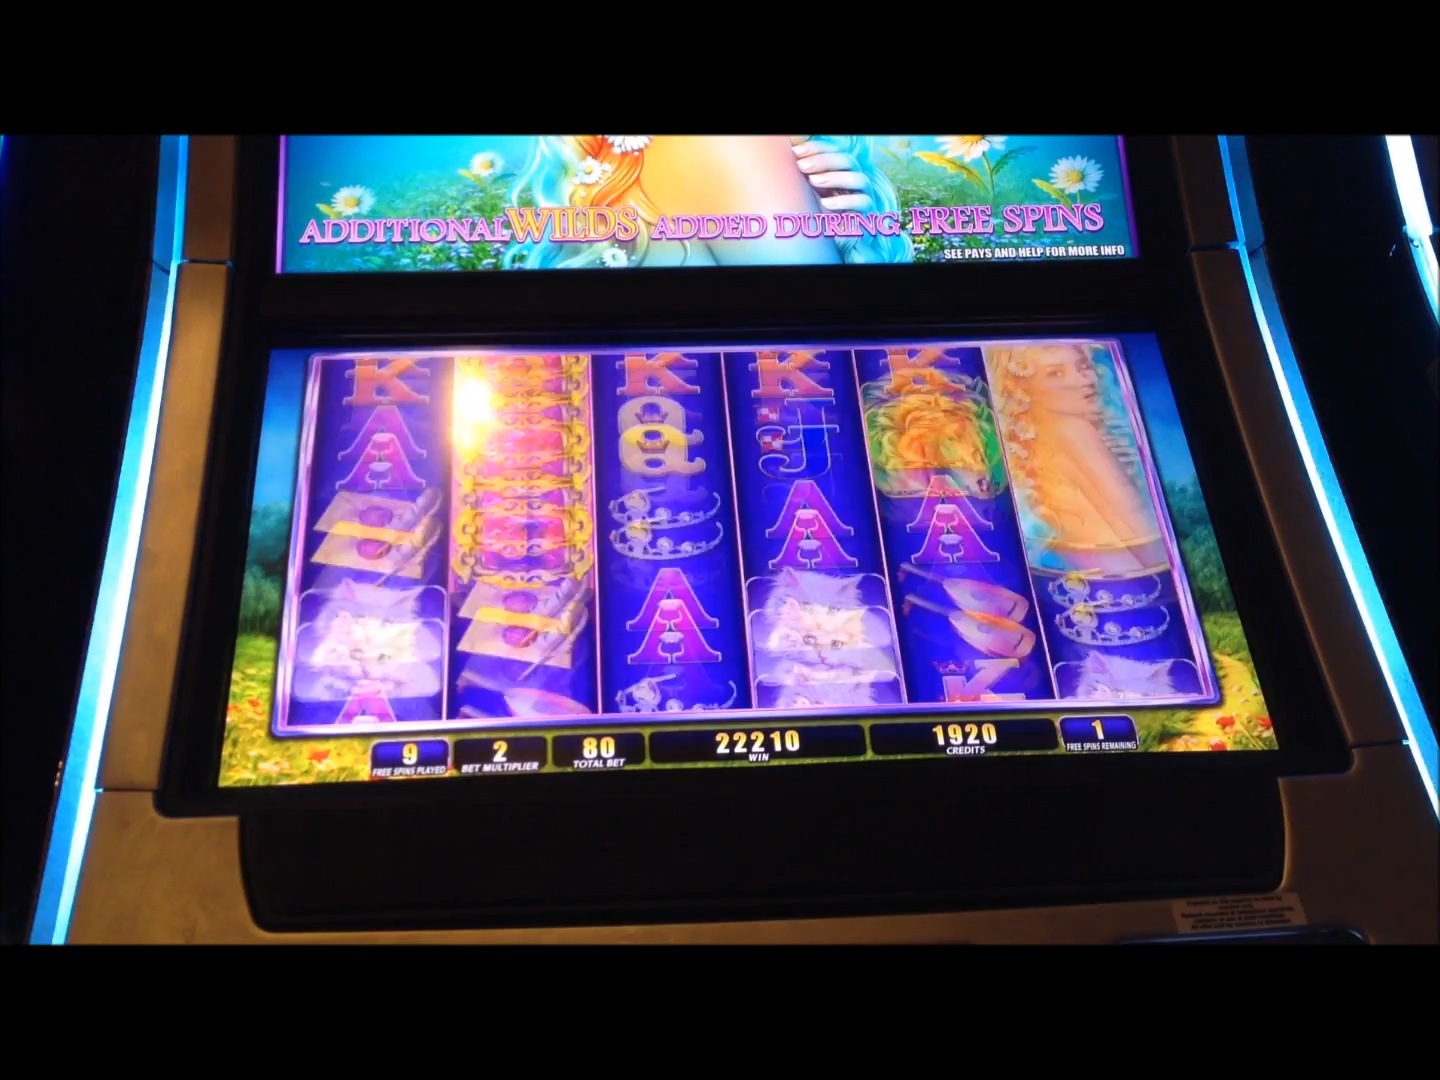 ADDITIONAL WILDS ADDED DURING FREE SPINS
SEE PAYS AND HELP FOR MORE INFO
K K K K
A Q J
A A
A
K
A
9 2 80 22210 1920 1
FREE SPINS PLAYED BET MULTIPLIER TOTAL BET WIN CREDITS FREE SPINS REMAINING